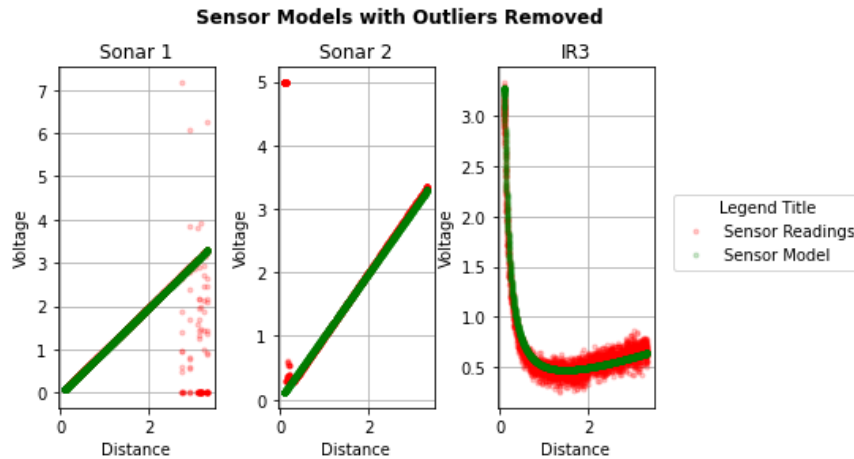 Sensor Models with Outliers Removed
Sonar 1
Sonar 2
IR3
7
6
5
4
3
2
1
0
Voltage
0
2
Distance
5
4
3
2
1
0
Voltage
0
2
Distance
3.0
2.5
2.0
1.5
1.0
0.5
Voltage
0
2
Distance
Legend Title
Sensor Readings
Sensor Model